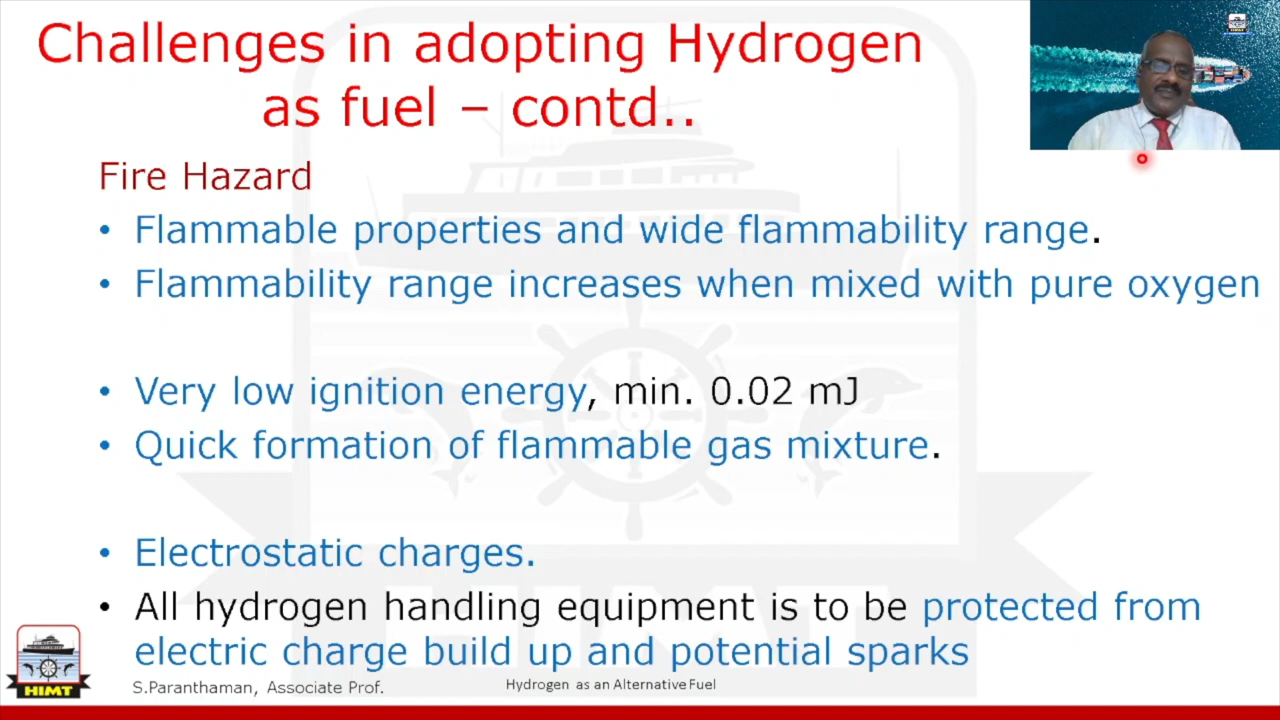 Challenges in adopting Hydrogen
as fuel – contd..
Fire Hazard
• Flammable properties and wide flammability range.
• Flammability range increases when mixed with pure oxygen
• Very low ignition energy, min. 0.02 mJ
• Quick formation of flammable gas mixture.
• Electrostatic charges.
• All hydrogen handling equipment is to be protected from
electric charge build up and potential sparks
HIMT
S.Paranthaman, Associate Prof.
Hydrogen as an Alternative Fuel
HIMT
HIMT